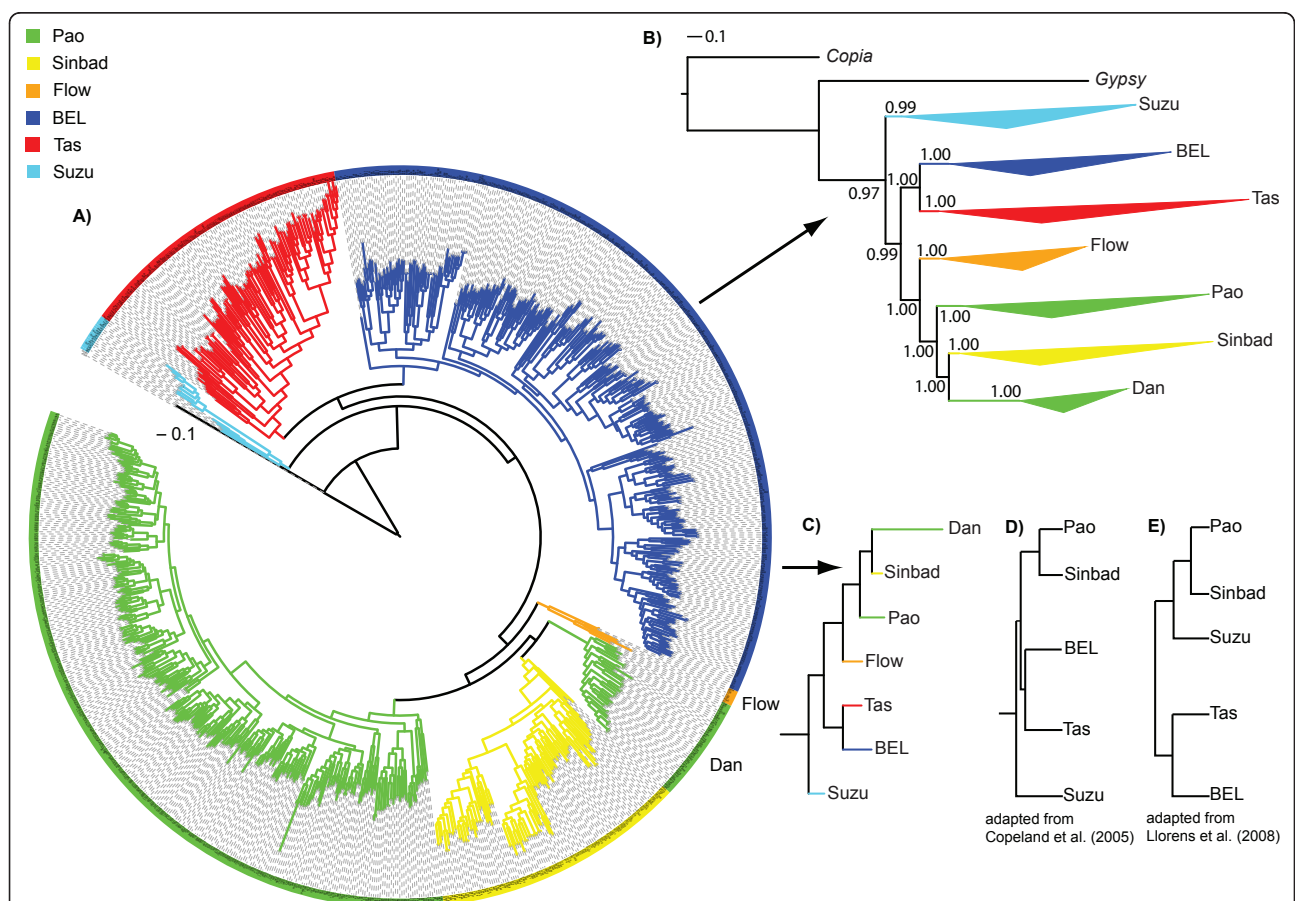 Pao
Sinbad
Flow
BEL
Tas
Suzu
A)
– 0.1
Flow
Dan
B)
—0.1
Copia
Gypsy
0.99
Suzu
1.00
BEL
1.00
0.97
1.00
Tas
1.00
Flow
0.99
Pao
1.00
1.00
1.00
Sinbad
1.00
1.00
1.00
Dan
C)
Dan
Sinbad
Pao
Flow
Tas
BEL
Suzu
D)
Pao
Sinbad
BEL
Tas
Suzu
adapted from
Copeland et al. (2005)
E)
Pao
Sinbad
Suzu
Tas
BEL
adapted from
Llorens et al. (2008)